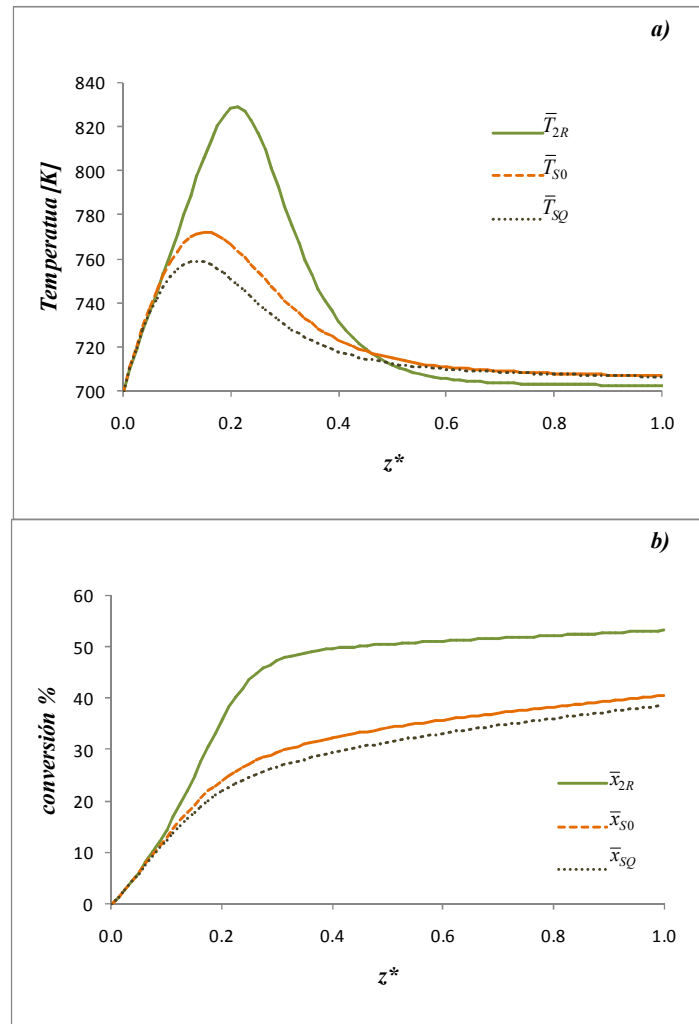 a)
840
820
800
780
760
740
720
700
Temperatua [K]
T̅2R
T̅S0
T̅SQ
0.0 0.2 0.4 0.6 0.8 1.0
z*
b)
60
50
40
30
20
10
0
conversión %
x̅2R
x̅S0
x̅SQ
0.0 0.2 0.4 0.6 0.8 1.0
z*